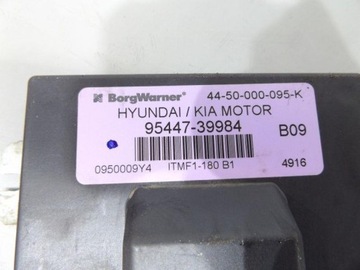 BorgWarner® 44-50-000-095-K
HYUNDAI / KIA MOTOR
95447-39984 B09
0950009Y4 ITMF1-180 B1 4916